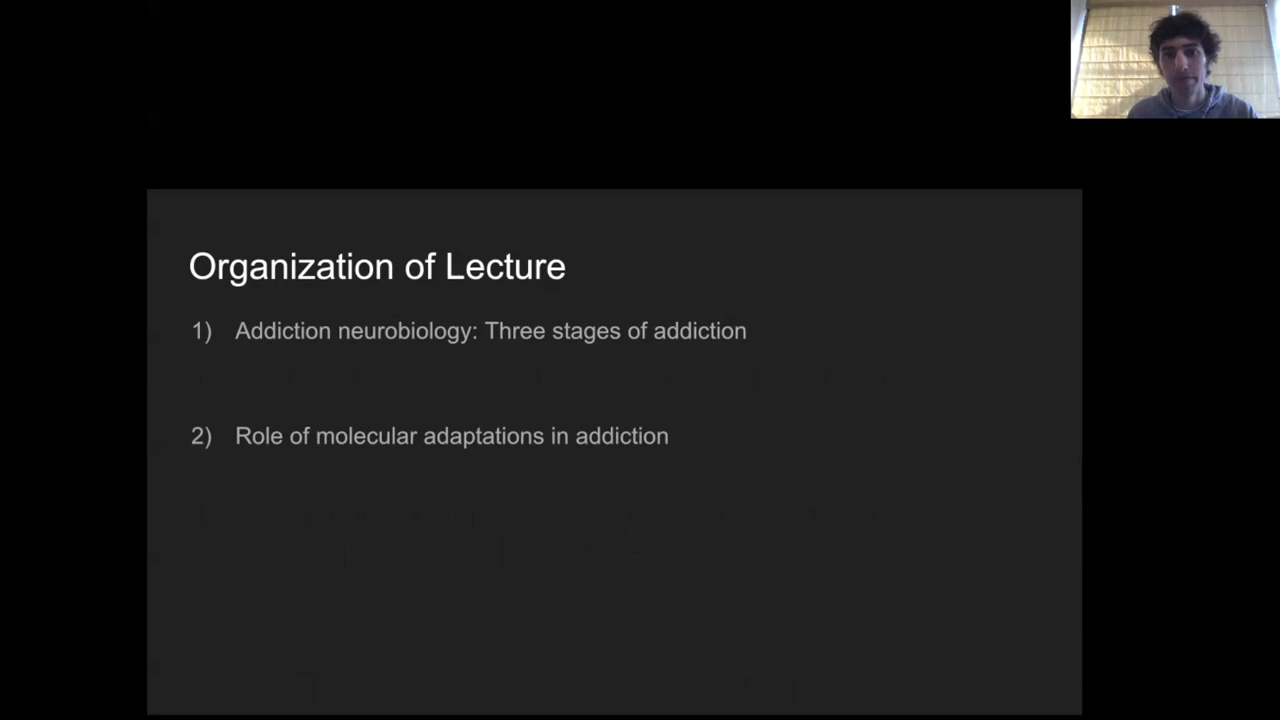 Organization of Lecture
1) Addiction neurobiology: Three stages of addiction
2) Role of molecular adaptations in addiction